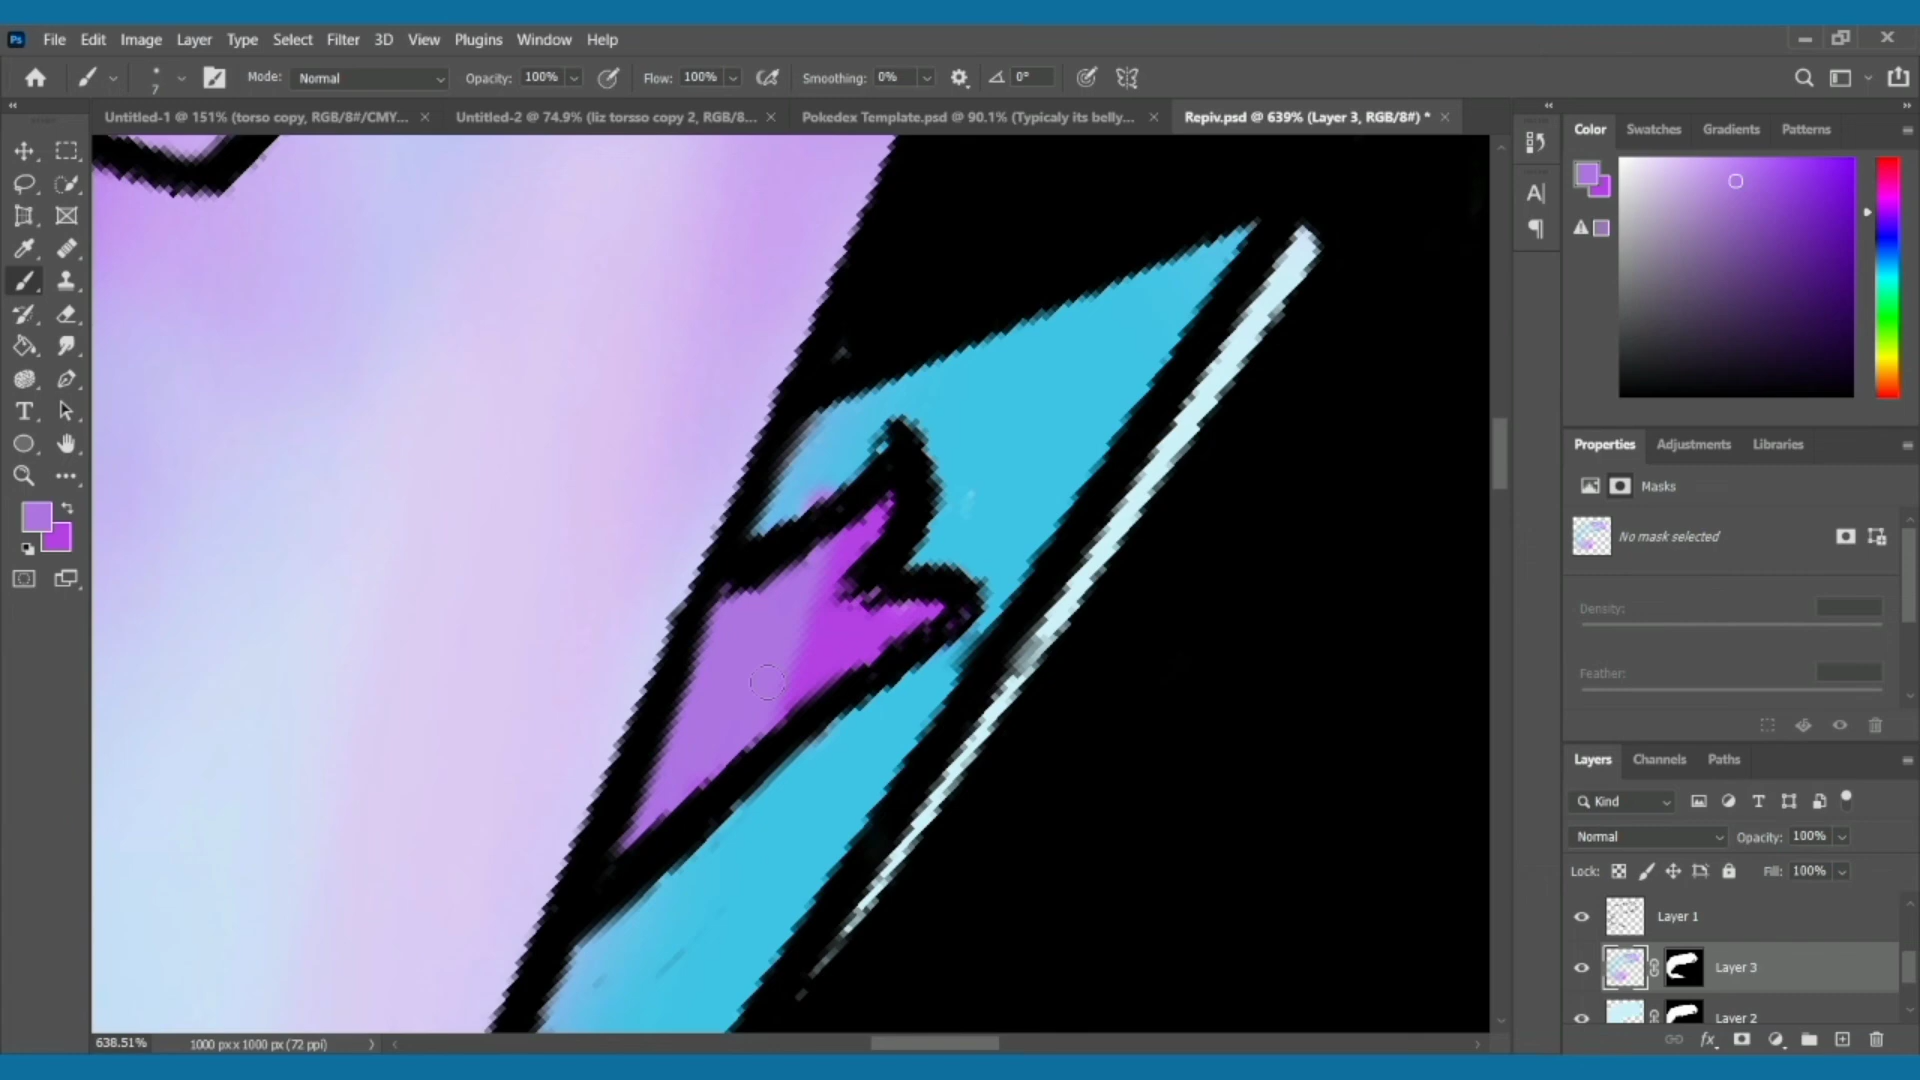 Ps File Edit Image Layer Type Select Filter 3D View Plugins Window Help
7 Mode: Normal Opacity: 100% Flow: 100% Smoothing: 0% 0°
Untitled-1 @ 151% (torso copy, RGB/8#/CMY... Untitled-2 @ 74.9% (liz torsso copy 2, RGB/8... Pokedex Template.psd @ 90.1% (Typicaly its belly... Repiv.psd @ 639% (Layer 3, RGB/8#) *
Color Swatches Gradients Patterns
Properties Adjustments Libraries
Masks
No mask selected
Density:
Feather:
Layers Channels Paths
Kind
Normal Opacity: 100%
Lock: Fill: 100%
Layer 1
Layer 3
Layer 2
638.51% 1000 px x 1000 px (72 ppi)